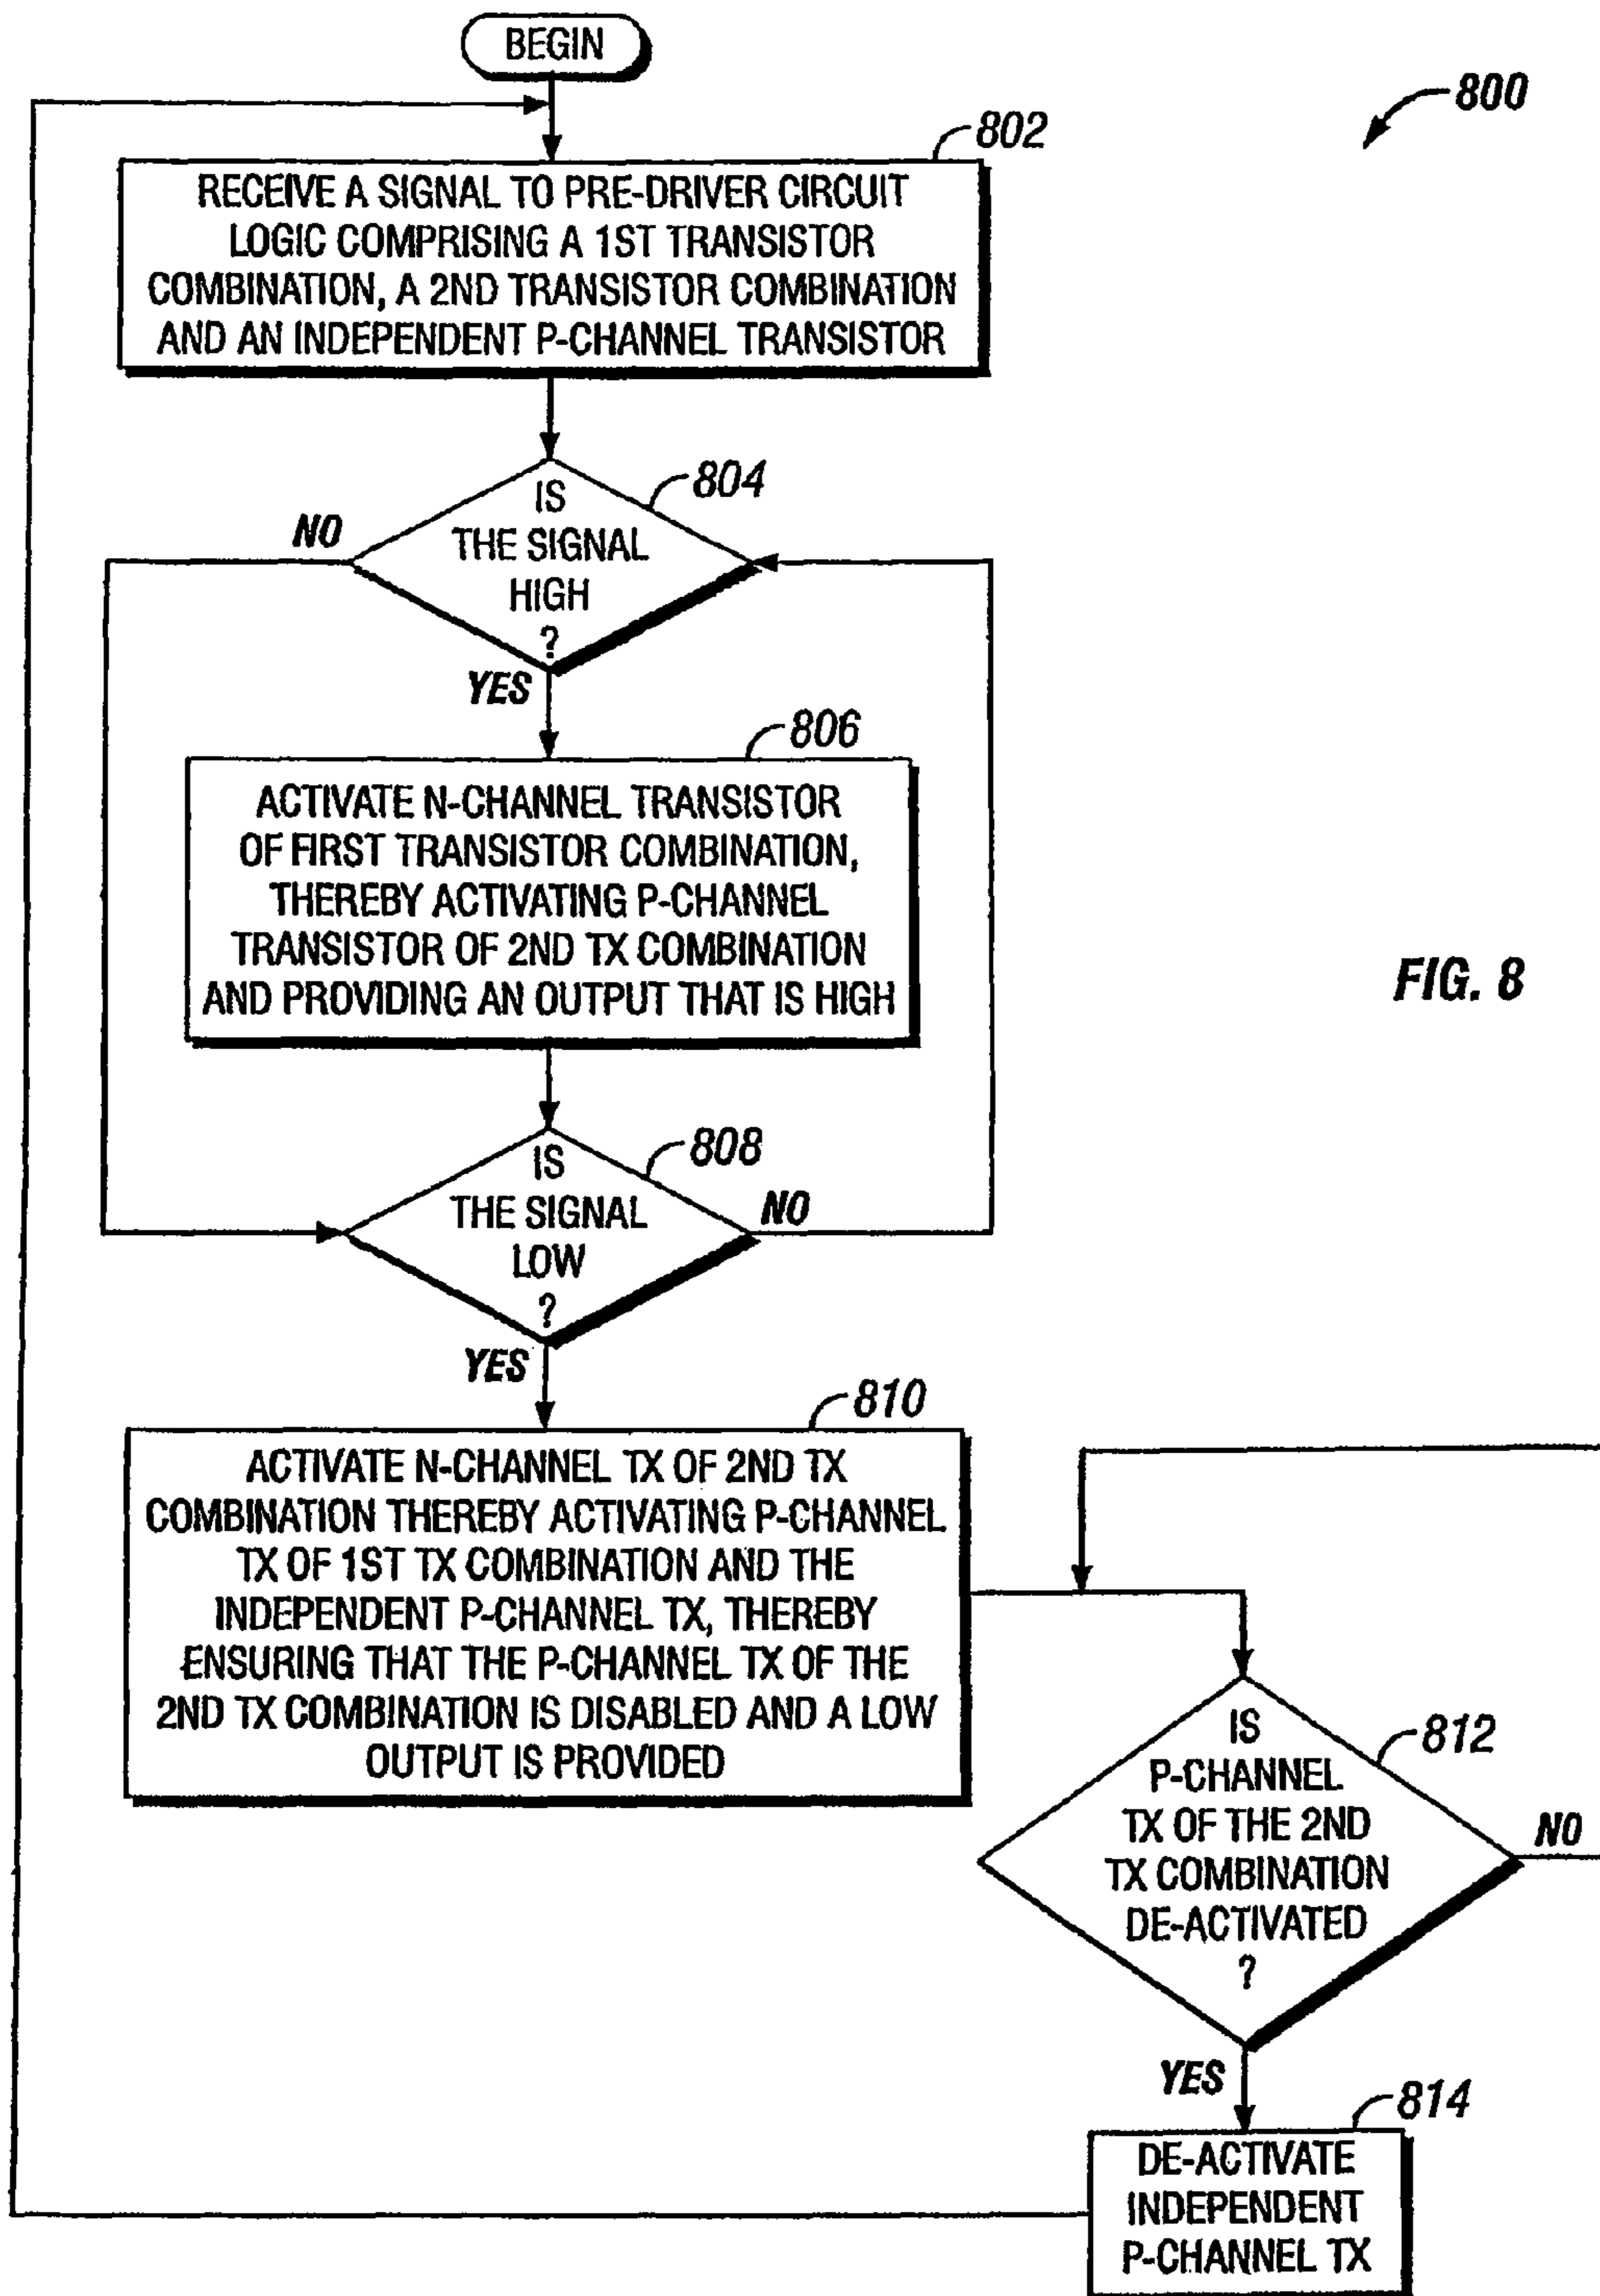 BEGIN
800
802
RECEIVE A SIGNAL TO PRE-DRIVER CIRCUIT
LOGIC COMPRISING A 1ST TRANSISTOR
COMBINATION, A 2ND TRANSISTOR COMBINATION
AND AN INDEPENDENT P-CHANNEL TRANSISTOR
804
IS
THE SIGNAL
HIGH
?
NO
YES
806
ACTIVATE N-CHANNEL TRANSISTOR
OF FIRST TRANSISTOR COMBINATION,
THEREBY ACTIVATING P-CHANNEL
TRANSISTOR OF 2ND TX COMBINATION
AND PROVIDING AN OUTPUT THAT IS HIGH
FIG. 8
808
IS
THE SIGNAL
LOW
?
NO
YES
810
ACTIVATE N-CHANNEL TX OF 2ND TX
COMBINATION THEREBY ACTIVATING P-CHANNEL
TX OF 1ST TX COMBINATION AND THE
INDEPENDENT P-CHANNEL TX, THEREBY
ENSURING THAT THE P-CHANNEL TX OF THE
2ND TX COMBINATION IS DISABLED AND A LOW
OUTPUT IS PROVIDED
812
IS
P-CHANNEL
TX OF THE 2ND
TX COMBINATION
DE-ACTIVATED
?
NO
YES
814
DE-ACTIVATE
INDEPENDENT
P-CHANNEL TX